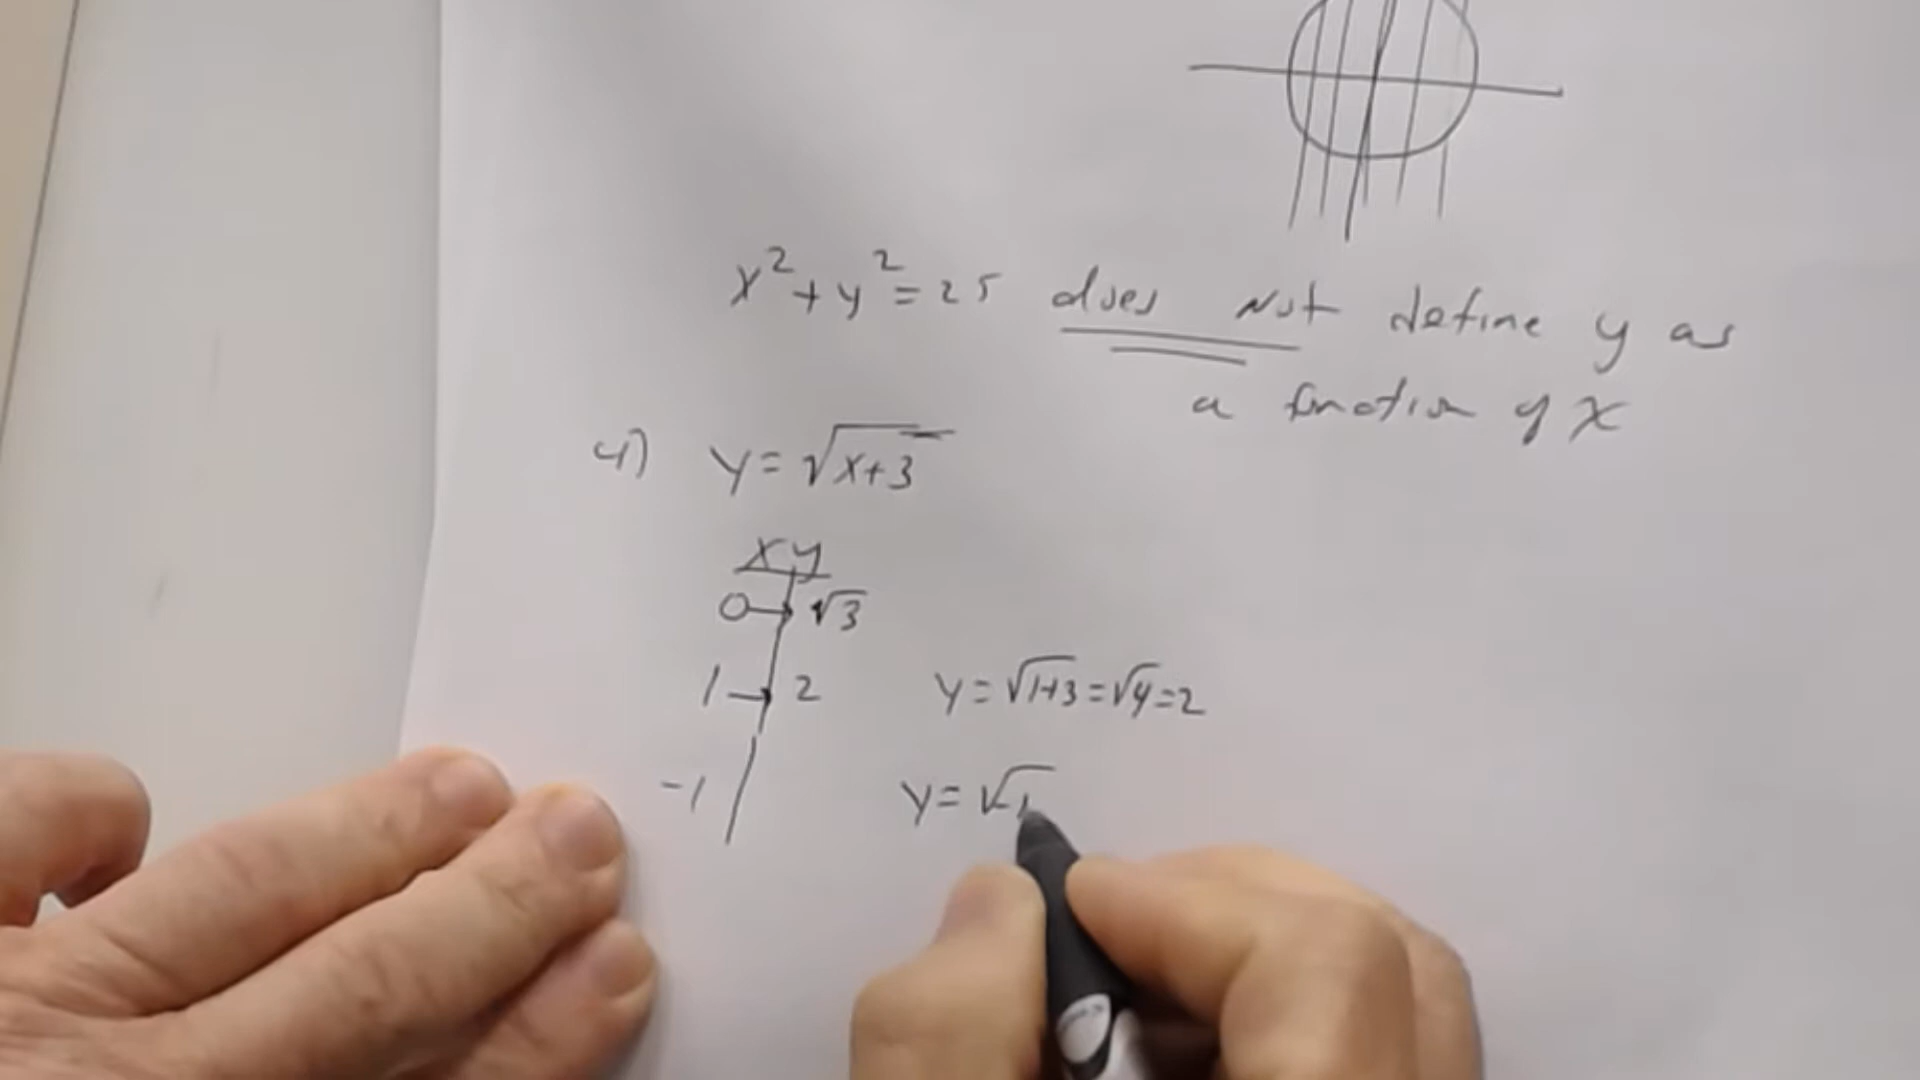 x²+y²=25 does not define y as
a function of x
4) y=√x+3
x y
0 √3
1 2 y=√1+3=√4=2
-1 y=√-1